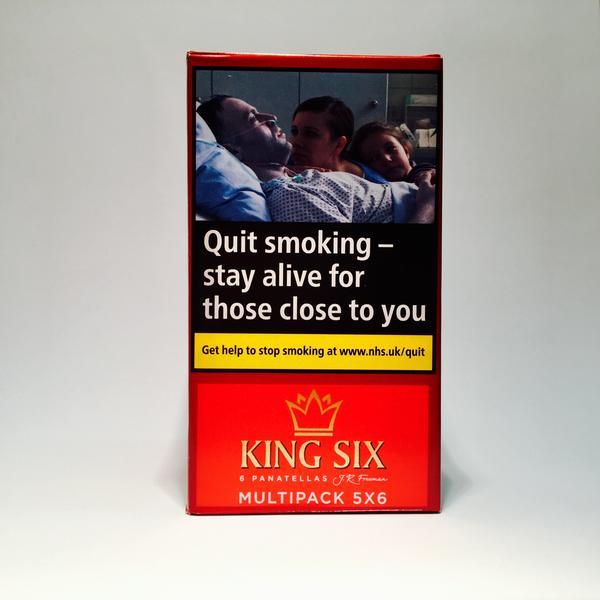 Quit smoking –
stay alive for
those close to you
Get help to stop smoking at www.nhs.uk/quit
KING SIX
6 PANATELLAS J.R. Freeman
MULTIPACK 5X6